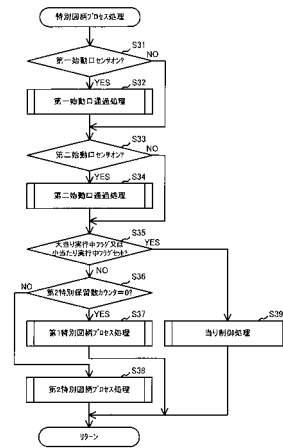 特別図柄プロセス処理
S31
第一始動口センサオン?
NO
YES
S32
第一始動口通過処理
S33
第二始動口センサオン?
NO
YES
S34
第二始動口通過処理
S35
大当り実行中フラグ又は
小当たり実行中フラグセット?
YES
NO
S36
第2特別保留数カウンター=0?
NO
YES
S37
第1特別図柄プロセス処理
S39
当り制御処理
S38
第2特別図柄プロセス処理
リターン